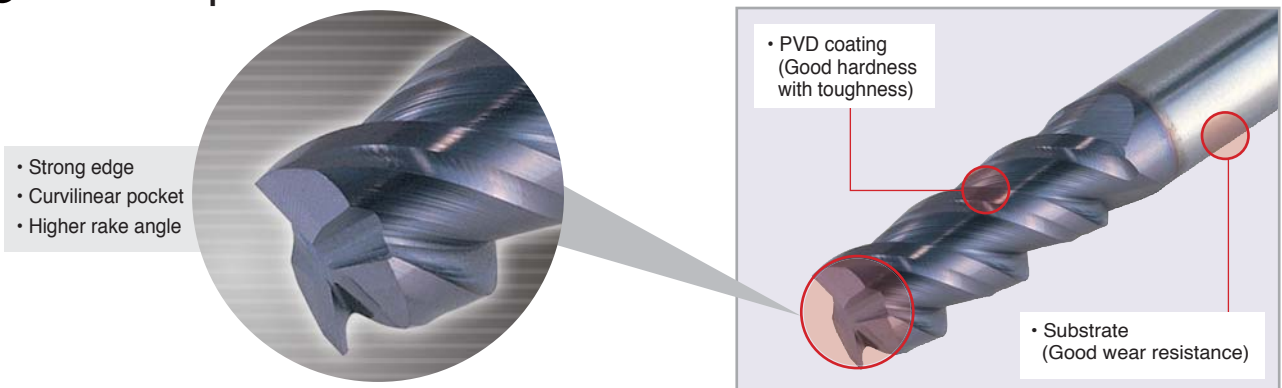 • Strong edge
• Curvilinear pocket
• Higher rake angle
• PVD coating
(Good hardness
with toughness)
• Substrate
(Good wear resistance)